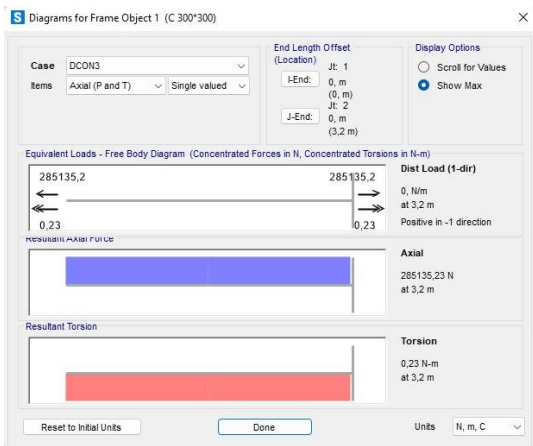 S Diagrams for Frame Object 1 (C 300*300)
Case DCON3
Items Axial (P and T) Single valued
End Length Offset
(Location)
Jt: 1
I-End: 0, m
(0, m)
Jt: 2
J-End: 0, m
(3,2 m)
Display Options
Scroll for Values
Show Max
Equivalent Loads - Free Body Diagram (Concentrated Forces in N, Concentrated Torsions in N-m)
285135,2 285135,2
0,23 0,23
Dist Load (1-dir)
0, N/m
at 3,2 m
Positive in -1 direction
Resultant Axial Force
Axial
285135,23 N
at 3,2 m
Resultant Torsion
Torsion
0,23 N-m
at 3,2 m
Reset to Initial Units Done Units N, m, C